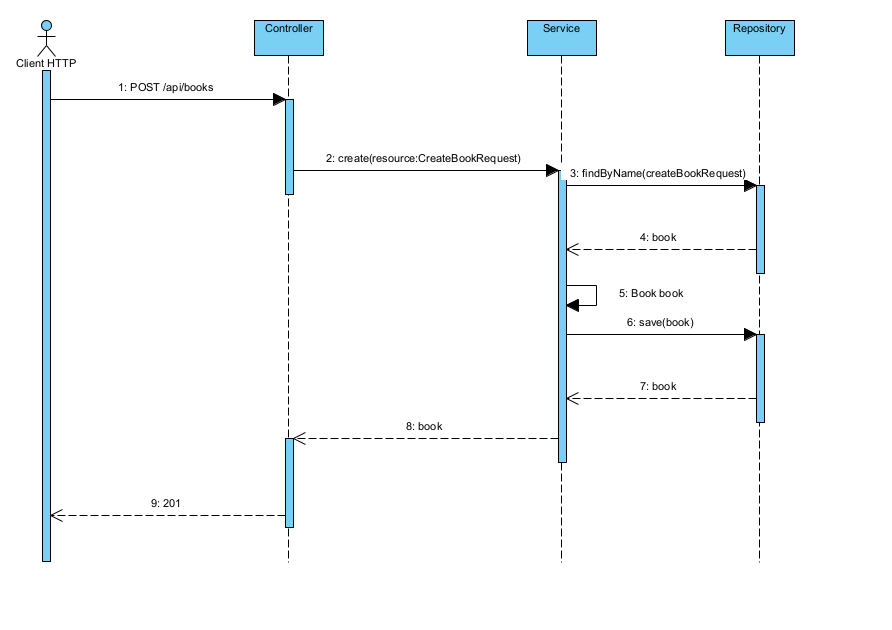 Controller
Service
Repository
Client HTTP
1: POST /api/books
2: create(resource:CreateBookRequest)
3: findByName(createBookRequest)
4: book
5: Book book
6: save(book)
7: book
8: book
9: 201